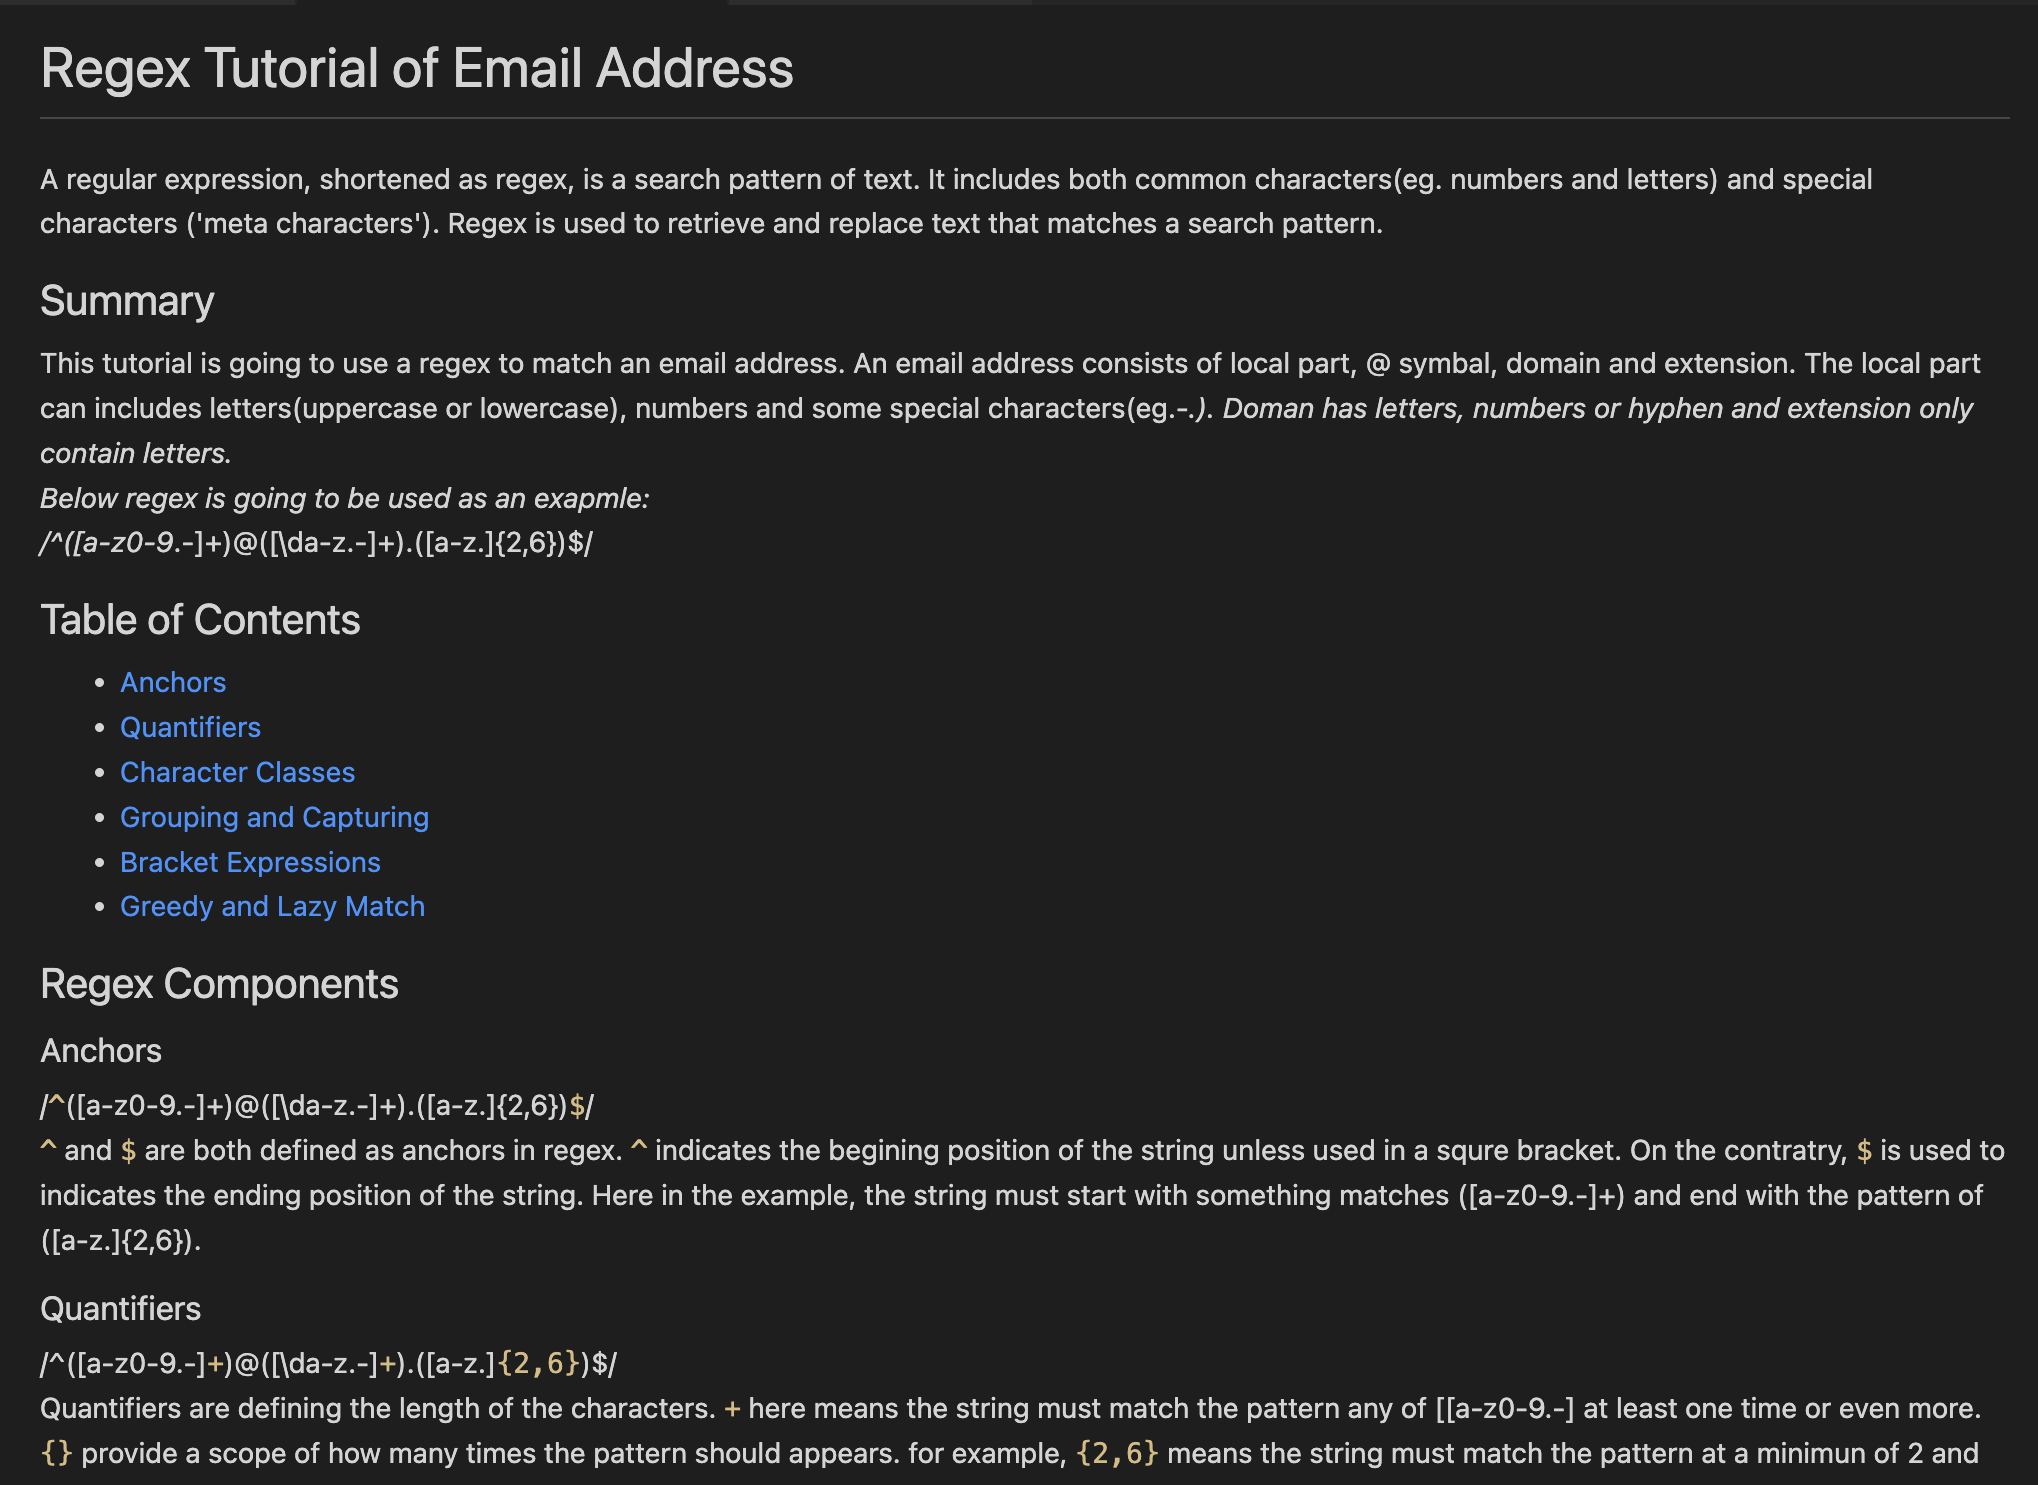 Regex Tutorial of Email Address
A regular expression, shortened as regex, is a search pattern of text. It includes both common characters(eg. numbers and letters) and special
characters ('meta characters'). Regex is used to retrieve and replace text that matches a search pattern.
Summary
This tutorial is going to use a regex to match an email address. An email address consists of local part, @ symbal, domain and extension. The local part
can includes letters(uppercase or lowercase), numbers and some special characters(eg.-.). Doman has letters, numbers or hyphen and extension only
contain letters.
Below regex is going to be used as an exapmle:
/^([a-z0-9.-]+)@([\da-z.-]+).([a-z.]{2,6})$/
Table of Contents
• Anchors
• Quantifiers
• Character Classes
• Grouping and Capturing
• Bracket Expressions
• Greedy and Lazy Match
Regex Components
Anchors
/^([a-z0-9.-]+)@([\da-z.-]+).([a-z.]{2,6})$/
^ and $ are both defined as anchors in regex. ^ indicates the begining position of the string unless used in a squre bracket. On the contratry, $ is used to
indicates the ending position of the string. Here in the example, the string must start with something matches ([a-z0-9.-]+) and end with the pattern of
([a-z.]{2,6}).
Quantifiers
/^([a-z0-9.-]+)@([\da-z.-]+).([a-z.]{2,6})$/
Quantifiers are defining the length of the characters. + here means the string must match the pattern any of [[a-z0-9.-] at least one time or even more.
{} provide a scope of how many times the pattern should appears. for example, {2,6} means the string must match the pattern at a minimun of 2 and